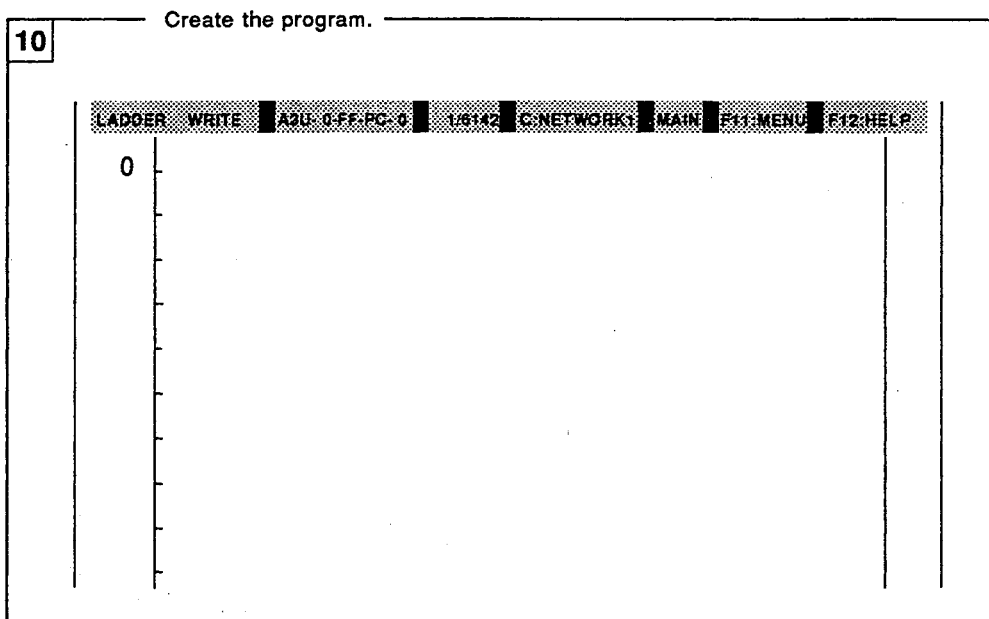 Create the program.
10
LADDER WRITE A3U- 0-FF-PC- 0 1/6142 C:NETWORK1 MAIN F11:MENU F12:HELP
0